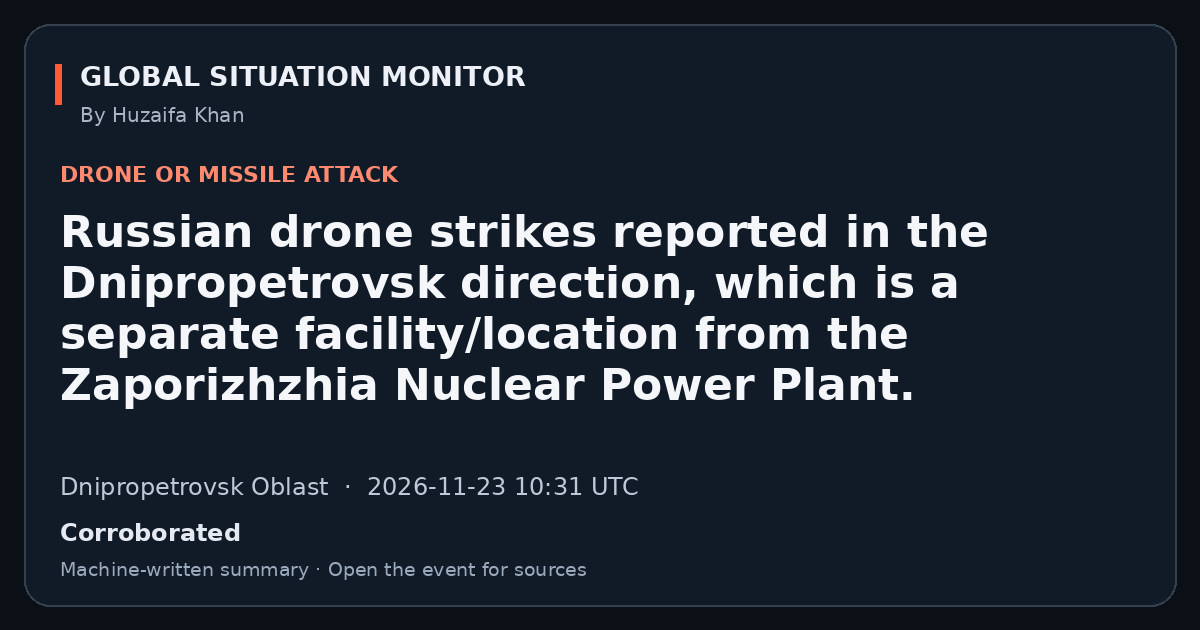 GLOBAL SITUATION MONITOR
By Huzaifa Khan
DRONE OR MISSILE ATTACK
Russian drone strikes reported in the
Dnipropetrovsk direction, which is a
separate facility/location from the
Zaporizhzhia Nuclear Power Plant.
Dnipropetrovsk Oblast · 2026-11-23 10:31 UTC
Corroborated
Machine-written summary · Open the event for sources